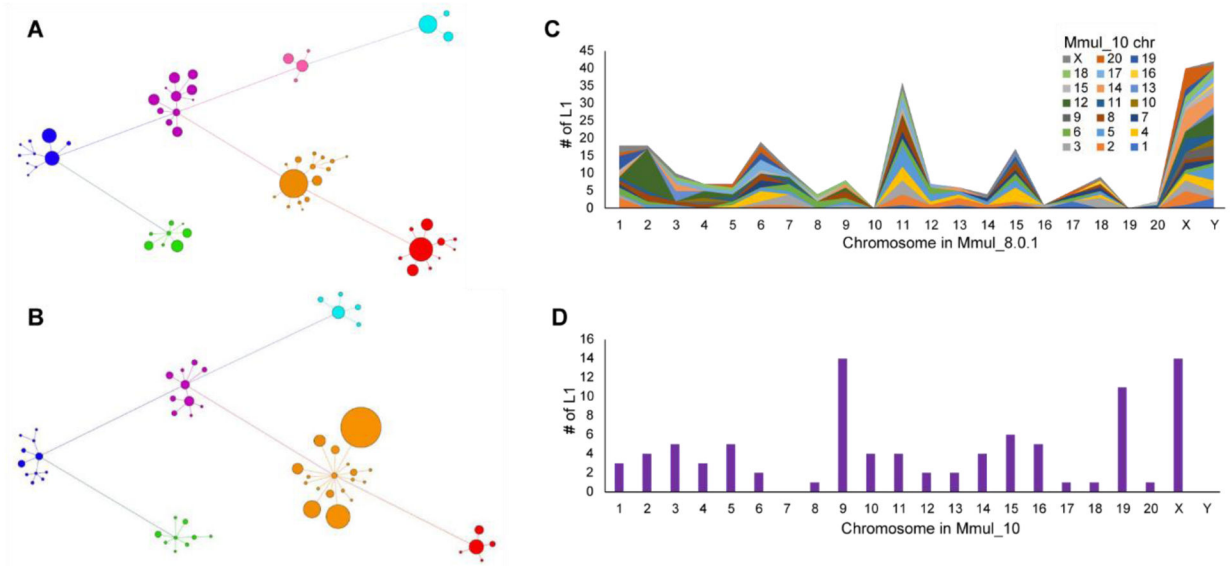 A
B
C
Mmul_10 chr
X 20 19
18 17 16
15 14 13
12 11 10
9 8 7
6 5 4
3 2 1
# of L1
45
40
35
30
25
20
15
10
5
0
1 2 3 4 5 6 7 8 9 10 11 12 13 14 15 16 17 18 19 20 X Y
Chromosome in Mmul_8.0.1
D
# of L1
16
14
12
10
8
6
4
2
0
1 2 3 4 5 6 7 8 9 10 11 12 13 14 15 16 17 18 19 20 X Y
Chromosome in Mmul_10